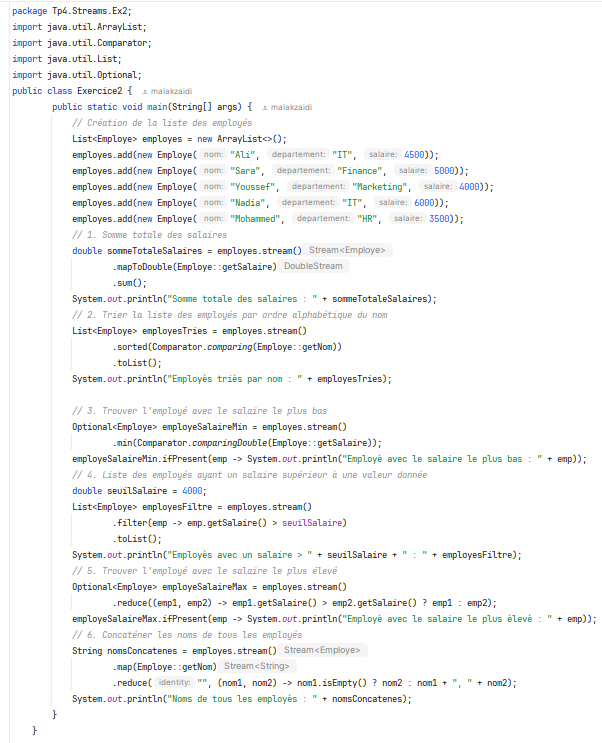 package Tp4.Streams.Ex2;
import java.util.ArrayList;
import java.util.Comparator;
import java.util.List;
import java.util.Optional;
public class Exercice2 { malakzaidi
public static void main(String[] args) { malakzaidi
// Création de la liste des employés
List<Employe> employes = new ArrayList<>();
employes.add(new Employe( nom: "Ali", departement: "IT", salaire: 4500));
employes.add(new Employe( nom: "Sara", departement: "Finance", salaire: 5000));
employes.add(new Employe( nom: "Youssef", departement: "Marketing", salaire: 4000));
employes.add(new Employe( nom: "Nadia", departement: "IT", salaire: 6000));
employes.add(new Employe( nom: "Mohammed", departement: "HR", salaire: 3500));
// 1. Somme totale des salaires
double sommeTotaleSalaires = employes.stream() Stream<Employe>
.mapToDouble(Employe::getSalaire) DoubleStream
.sum();
System.out.println("Somme totale des salaires : " + sommeTotaleSalaires);
// 2. Trier la liste des employés par ordre alphabétique du nom
List<Employe> employesTries = employes.stream()
.sorted(Comparator.comparing(Employe::getNom))
.toList();
System.out.println("Employés triés par nom : " + employesTries);
// 3. Trouver l'employé avec le salaire le plus bas
Optional<Employe> employeSalaireMin = employes.stream()
.min(Comparator.comparingDouble(Employe::getSalaire));
employeSalaireMin.ifPresent(emp -> System.out.println("Employé avec le salaire le plus bas : " + emp));
// 4. Liste des employés ayant un salaire supérieur à une valeur donnée
double seuilSalaire = 4000;
List<Employe> employesFiltre = employes.stream()
.filter(emp -> emp.getSalaire() > seuilSalaire)
.toList();
System.out.println("Employés avec un salaire > " + seuilSalaire + " : " + employesFiltre);
// 5. Trouver l'employé avec le salaire le plus élevé
Optional<Employe> employeSalaireMax = employes.stream()
.reduce((emp1, emp2) -> emp1.getSalaire() > emp2.getSalaire() ? emp1 : emp2);
employeSalaireMax.ifPresent(emp -> System.out.println("Employé avec le salaire le plus élevé : " + emp));
// 6. Concaténer les noms de tous les employés
String nomsConcatenes = employes.stream() Stream<Employe>
.map(Employe::getNom) Stream<String>
.reduce( identity: "", (nom1, nom2) -> nom1.isEmpty() ? nom2 : nom1 + ", " + nom2);
System.out.println("Noms de tous les employés : " + nomsConcatenes);
}
}